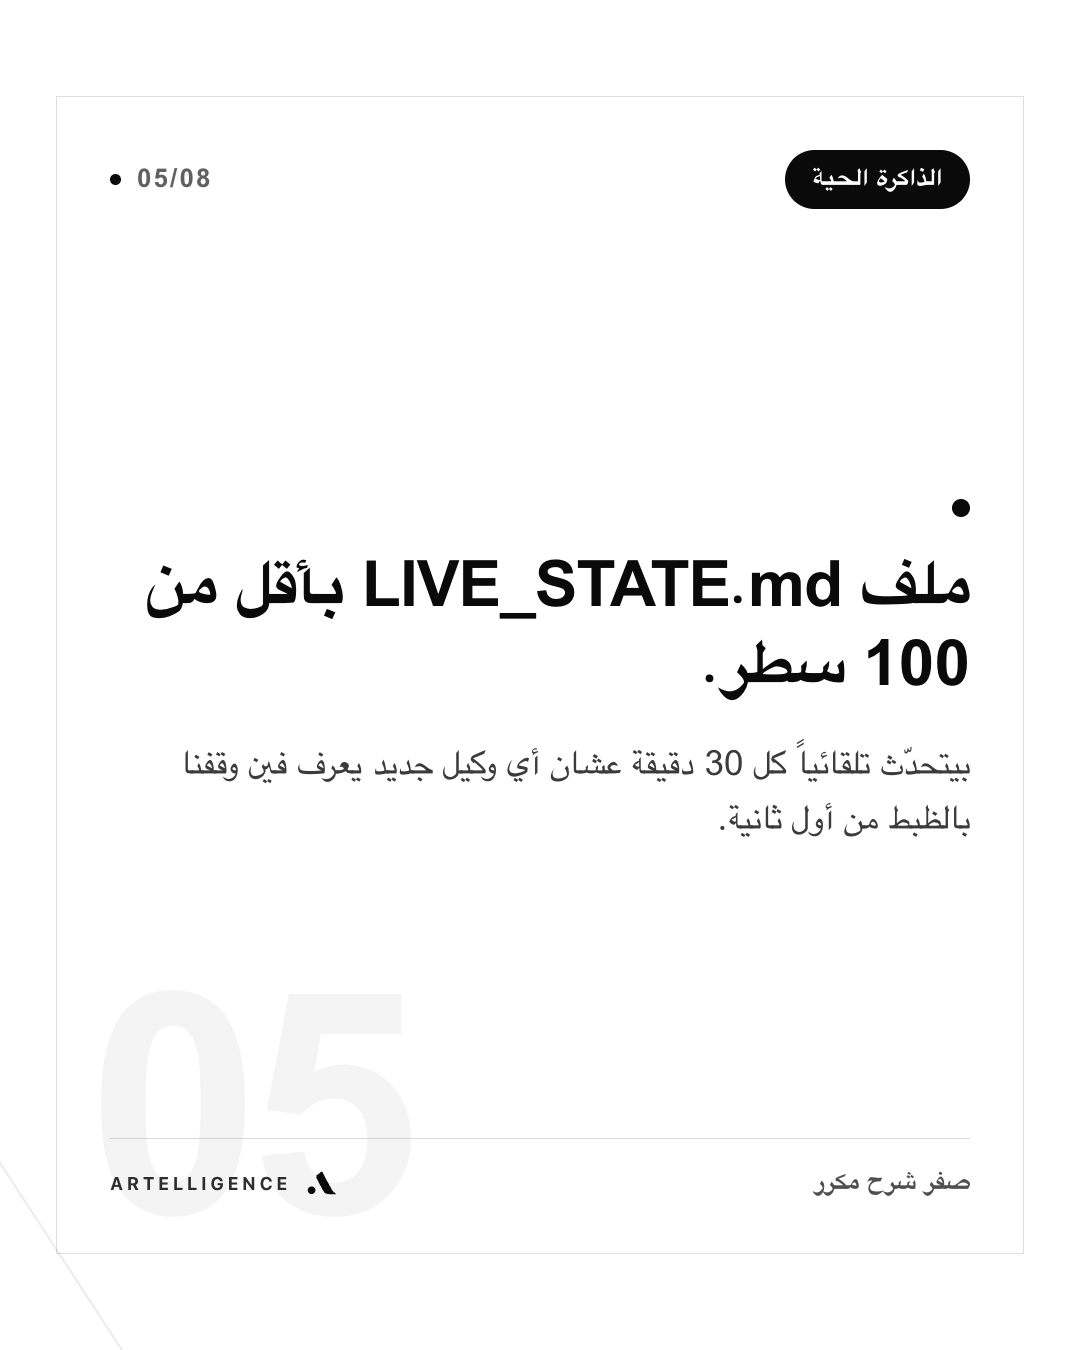 الذاكرة الحية
05/08
ملف LIVE_STATE.md بأقل من
100 سطر.
بيتحدّث تلقائياً كل 30 دقيقة عشان أي وكيل جديد يعرف فين وقفنا
بالظبط من أول ثانية.
05
صفر شرح مكرر
ARTELLIGENCE